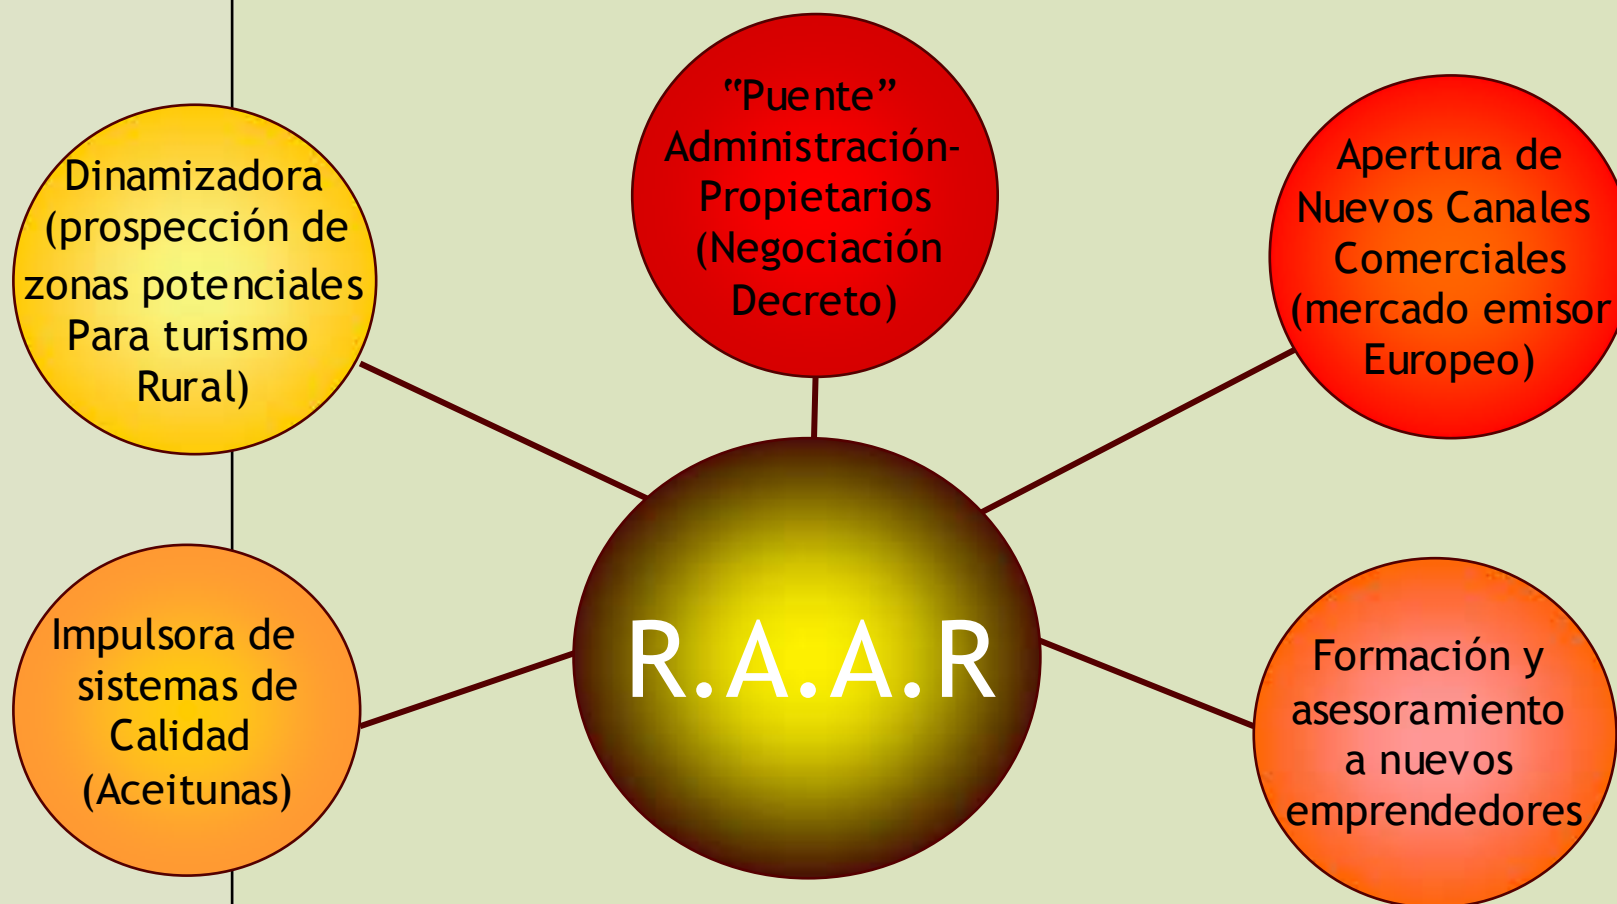 “Puente”
Administración-
Propietarios
(Negociación
Decreto)
Dinamizadora
(prospección de
zonas potenciales
Para turismo
Rural)
Apertura de
Nuevos Canales
Comerciales
(mercado emisor
Europeo)
R.A.A.R
Impulsora de
sistemas de
Calidad
(Aceitunas)
Formación y
asesoramiento
a nuevos
emprendedores